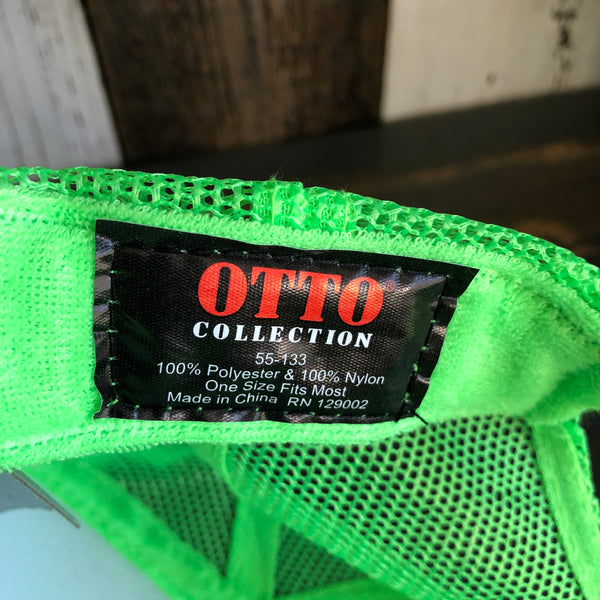 OTTO
COLLECTION
55-133
100% Polyester & 100% Nylon
One Size Fits Most
Made in China RN 129002